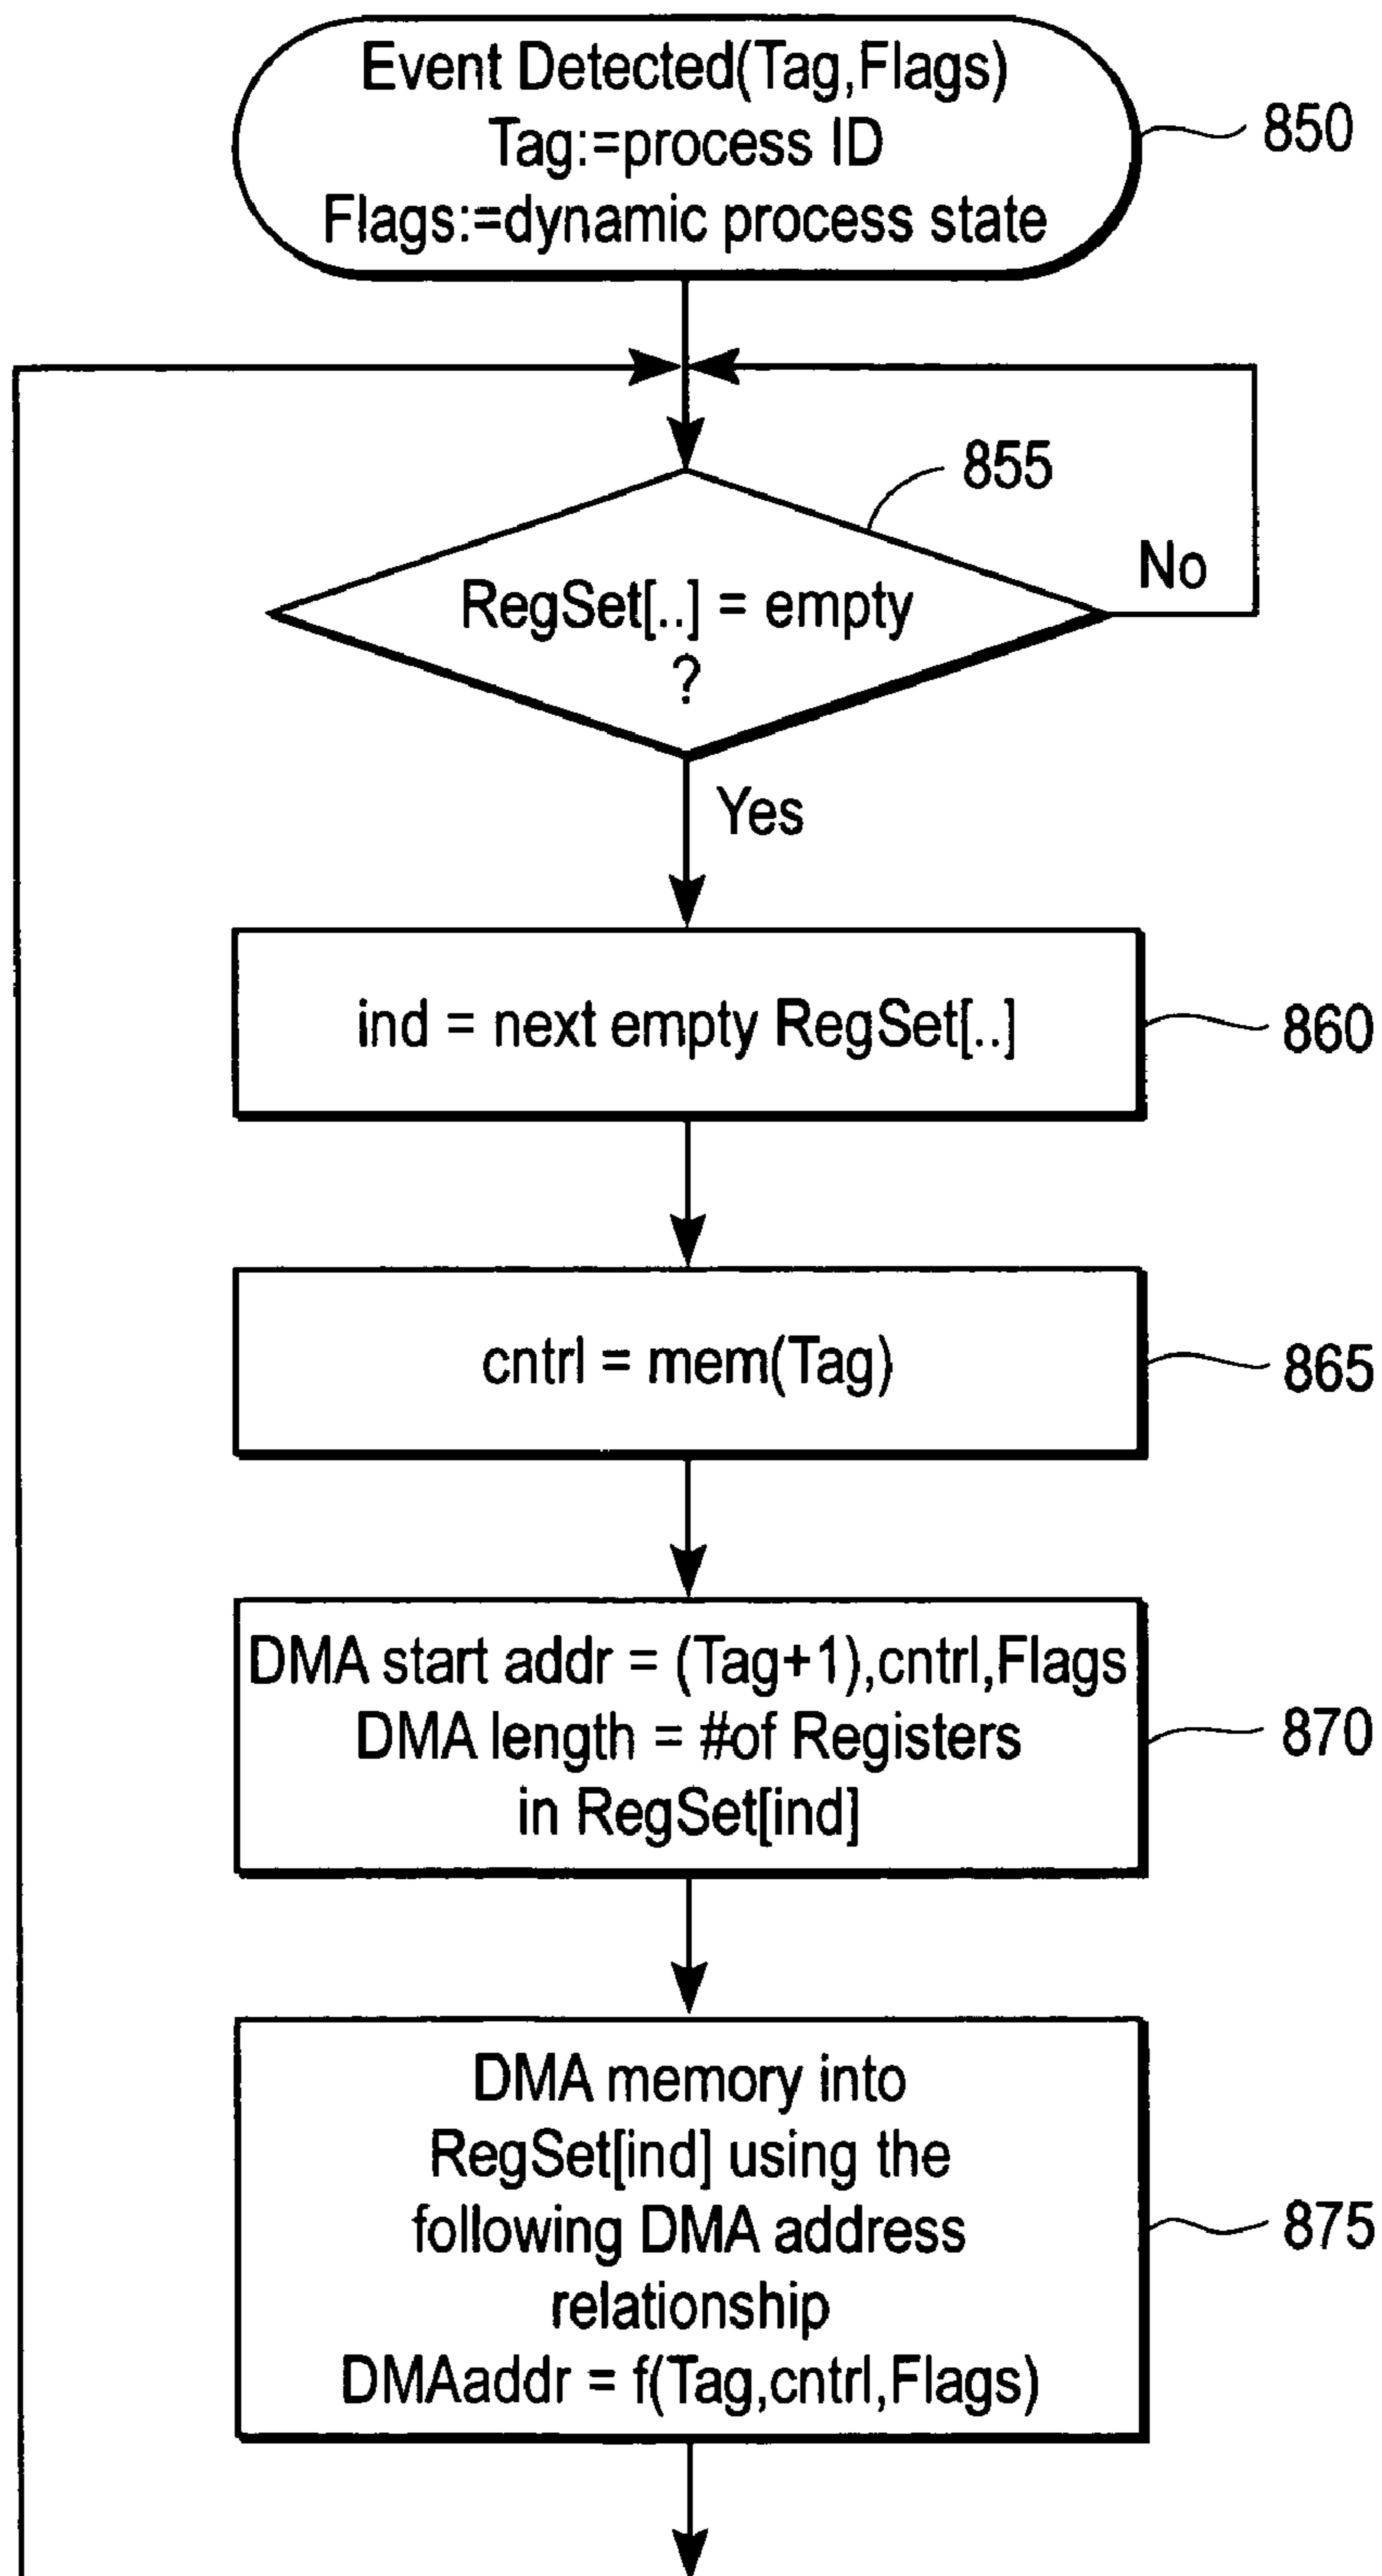 Event Detected(Tag,Flags)
Tag:=process ID
Flags:=dynamic process state
850
855
RegSet[..] = empty
?
No
Yes
ind = next empty RegSet[..]
860
cntrl = mem(Tag)
865
DMA start addr = (Tag+1),cntrl,Flags
DMA length = #of Registers
in RegSet[ind]
870
DMA memory into
RegSet[ind] using the
following DMA address
relationship
DMAaddr = f(Tag,cntrl,Flags)
875